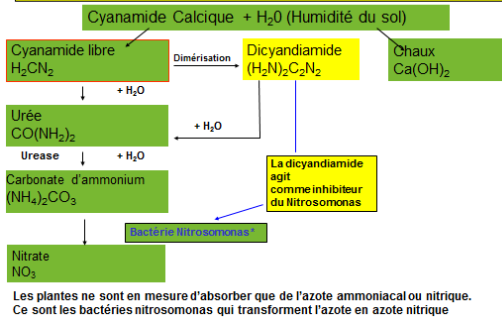 Cyanamide Calcique + H₂0 (Humidité du sol)
Cyanamide libre
H₂CN₂
Dimérisation
Dicyandiamide
(H₂N)₂C₂N₂
Chaux
Ca(OH)₂
+ H₂O
Urée
CO(NH₂)₂
+ H₂O
Urease
+ H₂O
La dicyandiamide
agit
comme inhibiteur
du Nitrosomonas
Carbonate d'ammonium
(NH₄)₂CO₃
Bactérie Nitrosomonas*
Nitrate
NO₃
Les plantes ne sont en mesure d'absorber que de l'azote ammoniacal ou nitrique.
Ce sont les bactéries nitrosomonas qui transforment l'azote en azote nitrique